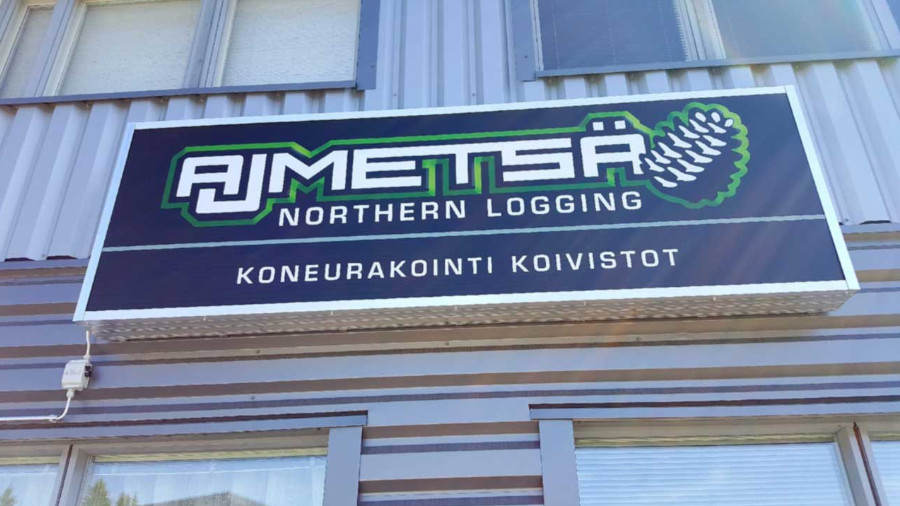 AJMETSÄ
NORTHERN LOGGING
KONEURAKOINTI KOIVISTOT